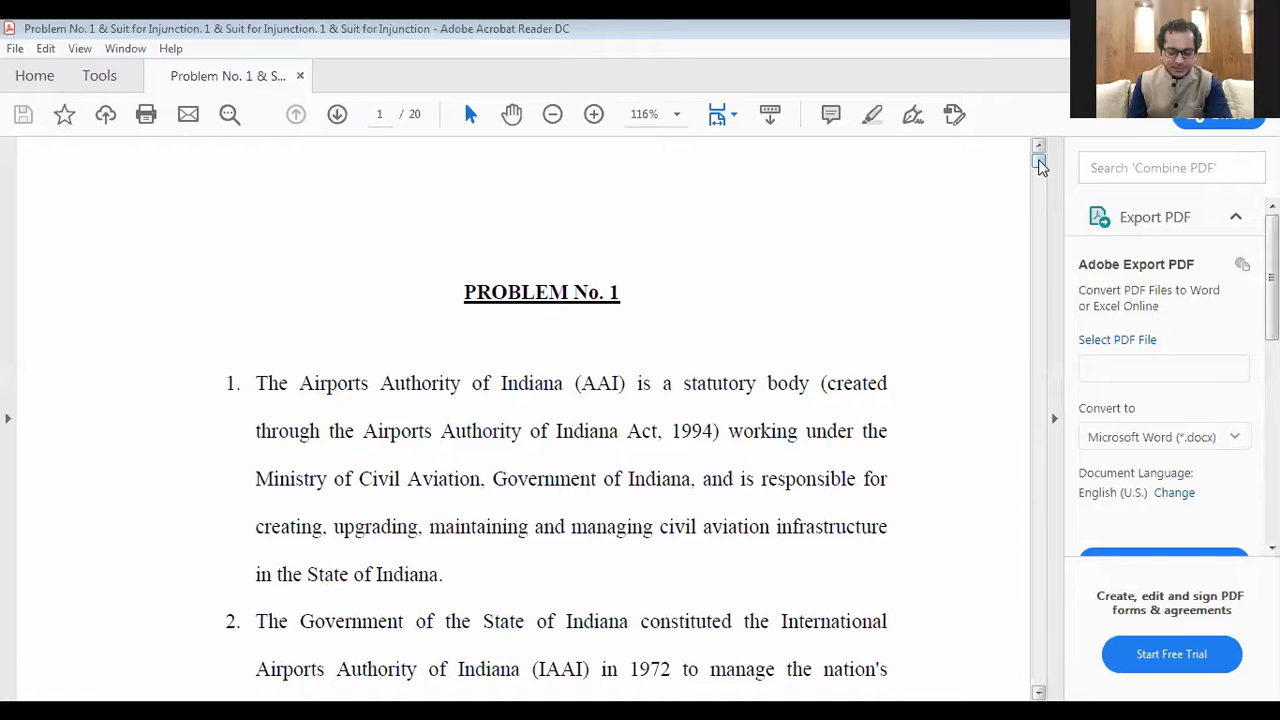 Problem No. 1 & Suit for Injunction. 1 & Suit for Injunction. 1 & Suit for Injunction - Adobe Acrobat Reader DC
File Edit View Window Help
Home Tools Problem No. 1 & S... ×
1 / 20 116%
Search 'Combine PDF'
Export PDF
Adobe Export PDF
Convert PDF Files to Word
or Excel Online
Select PDF File
Convert to
Microsoft Word (*.docx)
Document Language:
English (U.S.) Change
Create, edit and sign PDF
forms & agreements
Start Free Trial
PROBLEM No. 1
1. The Airports Authority of Indiana (AAI) is a statutory body (created
through the Airports Authority of Indiana Act, 1994) working under the
Ministry of Civil Aviation, Government of Indiana, and is responsible for
creating, upgrading, maintaining and managing civil aviation infrastructure
in the State of Indiana.
2. The Government of the State of Indiana constituted the International
Airports Authority of Indiana (IAAI) in 1972 to manage the nation's